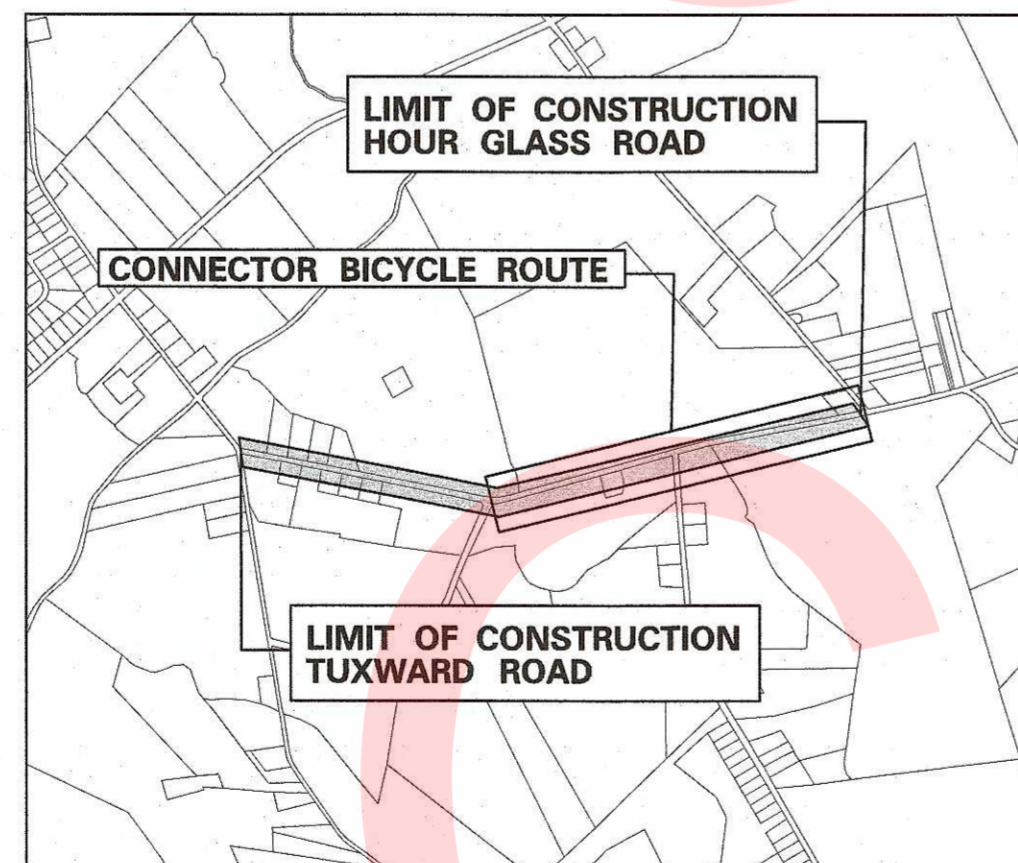 LIMIT OF CONSTRUCTION
HOUR GLASS ROAD
CONNECTOR BICYCLE ROUTE
LIMIT OF CONSTRUCTION
TUXWARD ROAD